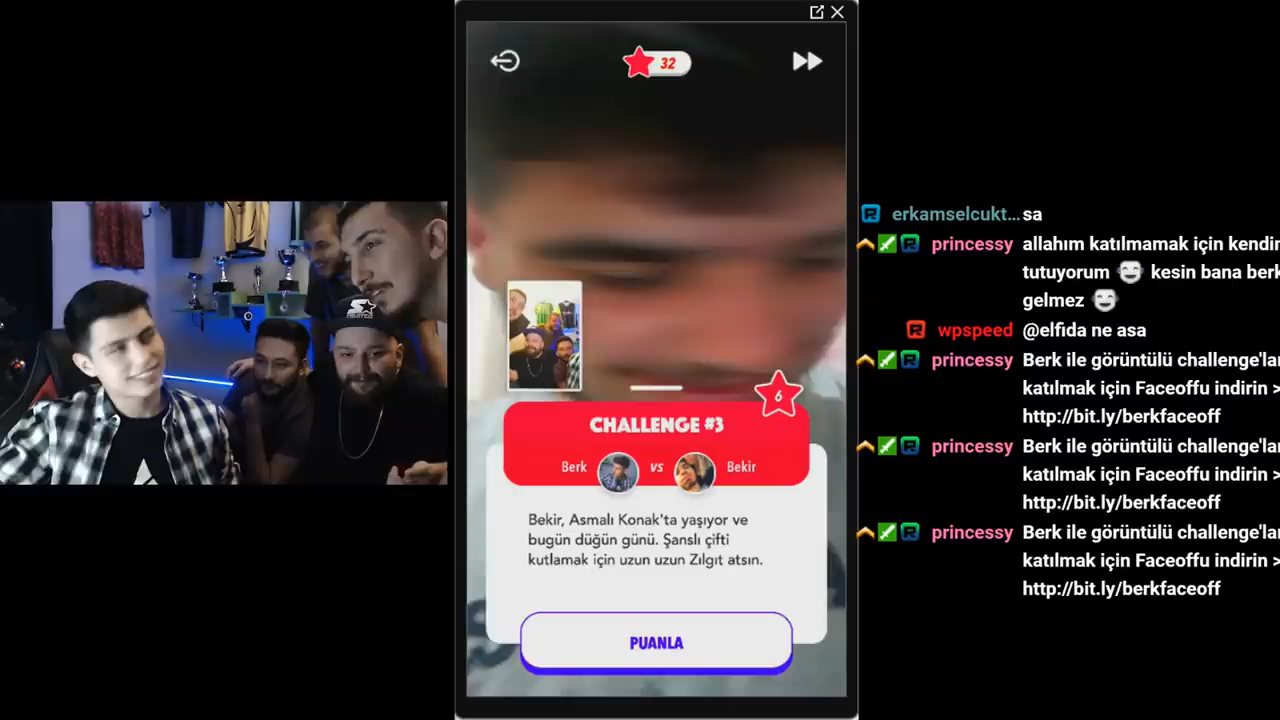 32
6
CHALLENGE #3
Berk vs Bekir
Bekir, Asmalı Konak'ta yaşıyor ve
bugün düğün günü. Şanslı çifti
kutlamak için uzun uzun Zılgıt atsın.
PUANLA
erkamselcukt... sa
princessy allahım katılmamak için kendim
tutuyorum kesin bana berk
gelmez
wpspeed @elfida ne asa
princessy Berk ile görüntülü challenge'lar
katılmak için Faceoffu indirin >
http://bit.ly/berkfaceoff
princessy Berk ile görüntülü challenge'lar
katılmak için Faceoffu indirin >
http://bit.ly/berkfaceoff
princessy Berk ile görüntülü challenge'lar
katılmak için Faceoffu indirin >
http://bit.ly/berkfaceoff